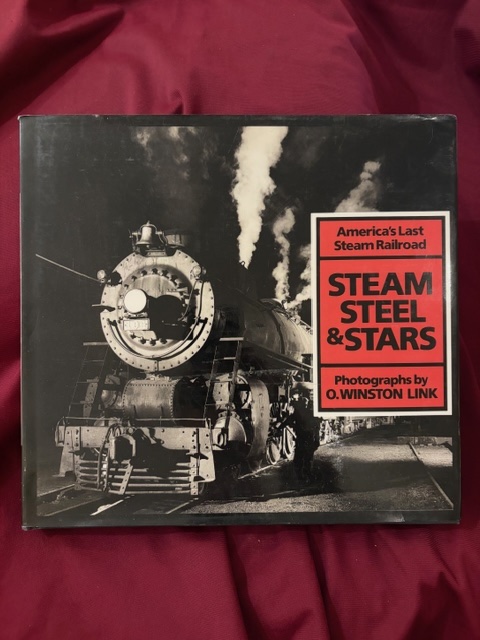 America's Last
Steam Railroad
STEAM
STEEL
&STARS
Photographs by
O. WINSTON LINK